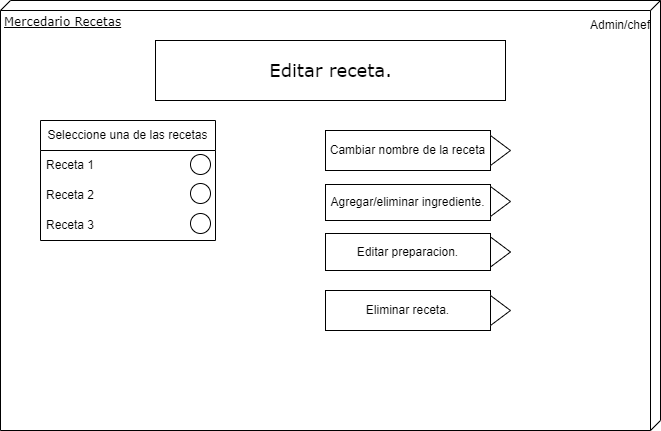 Mercedario Recetas
Admin/chef
Editar receta.
Seleccione una de las recetas
Receta 1
Receta 2
Receta 3
Cambiar nombre de la receta
Agregar/eliminar ingrediente.
Editar preparacion.
Eliminar receta.